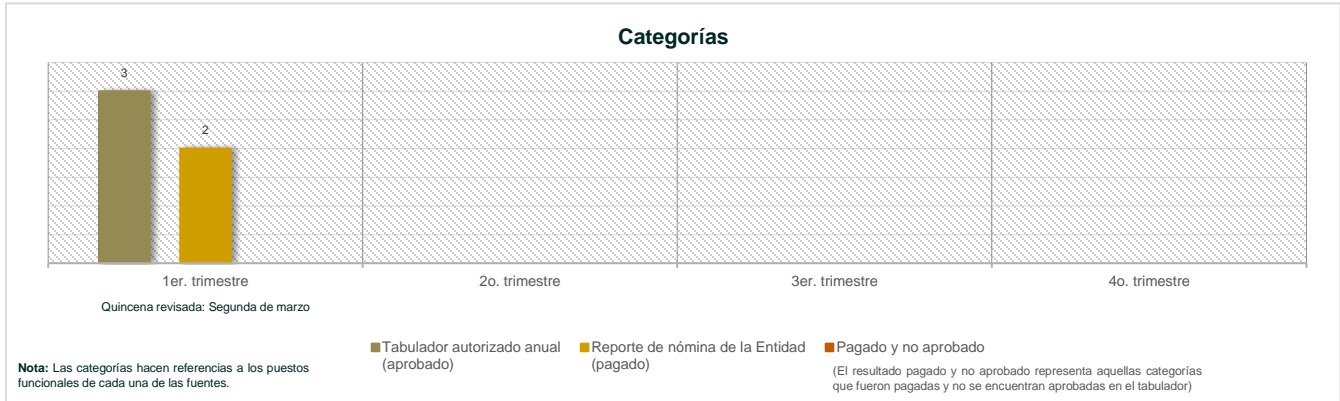 Categorías
3
2
1er. trimestre
2o. trimestre
3er. trimestre
4o. trimestre
Quincena revisada: Segunda de marzo
Tabulador autorizado anual
(aprobado)
Reporte de nómina de la Entidad
(pagado)
Pagado y no aprobado
(El resultado pagado y no aprobado representa aquellas categorías
que fueron pagadas y no se encuentran aprobadas en el tabulador)
Nota: Las categorías hacen referencias a los puestos
funcionales de cada una de las fuentes.